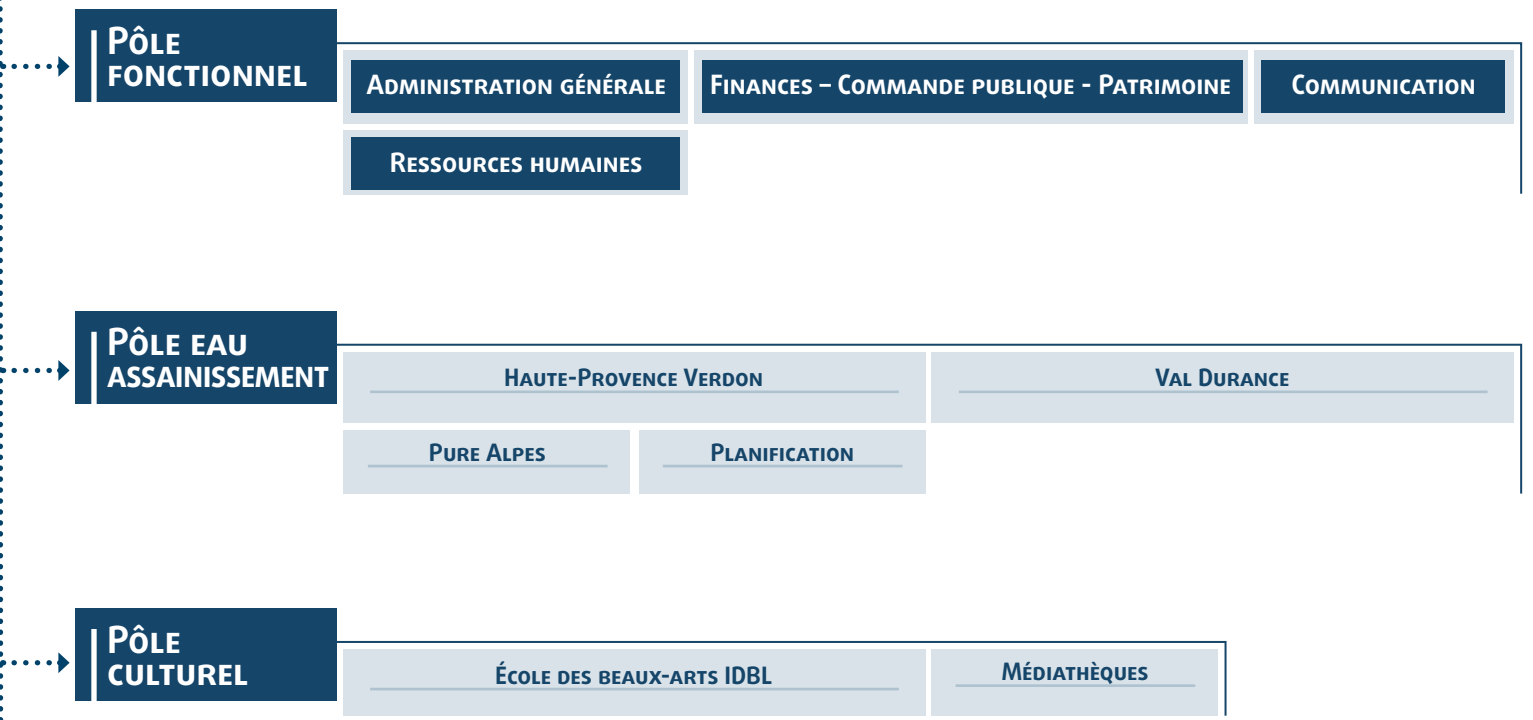 Pôle
fonctionnel
Administration générale
Finances – Commande publique - Patrimoine
Communication
Ressources humaines
Pôle eau
assainissement
Haute-Provence Verdon
Val Durance
Pure Alpes
Planification
Pôle
culturel
École des beaux-arts IDBL
Médiathèques